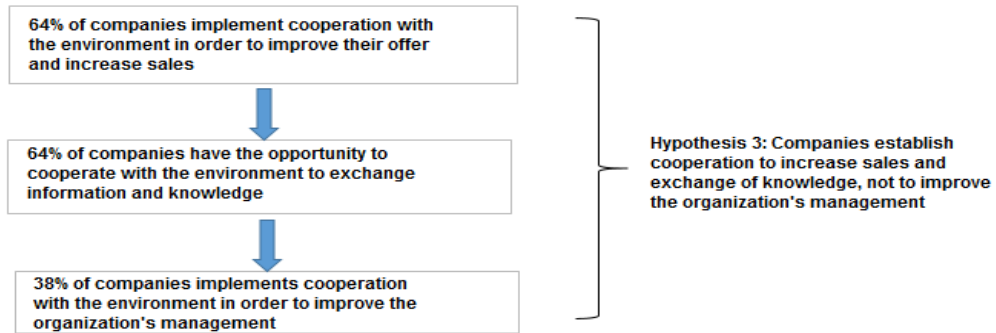 64% of companies implement cooperation with
the environment in order to improve their offer
and increase sales
64% of companies have the opportunity to
cooperate with the environment to exchange
information and knowledge
38% of companies implements cooperation
with the environment in order to improve the
organization's management
Hypothesis 3: Companies establish
cooperation to increase sales and
exchange of knowledge, not to improve
the organization's management